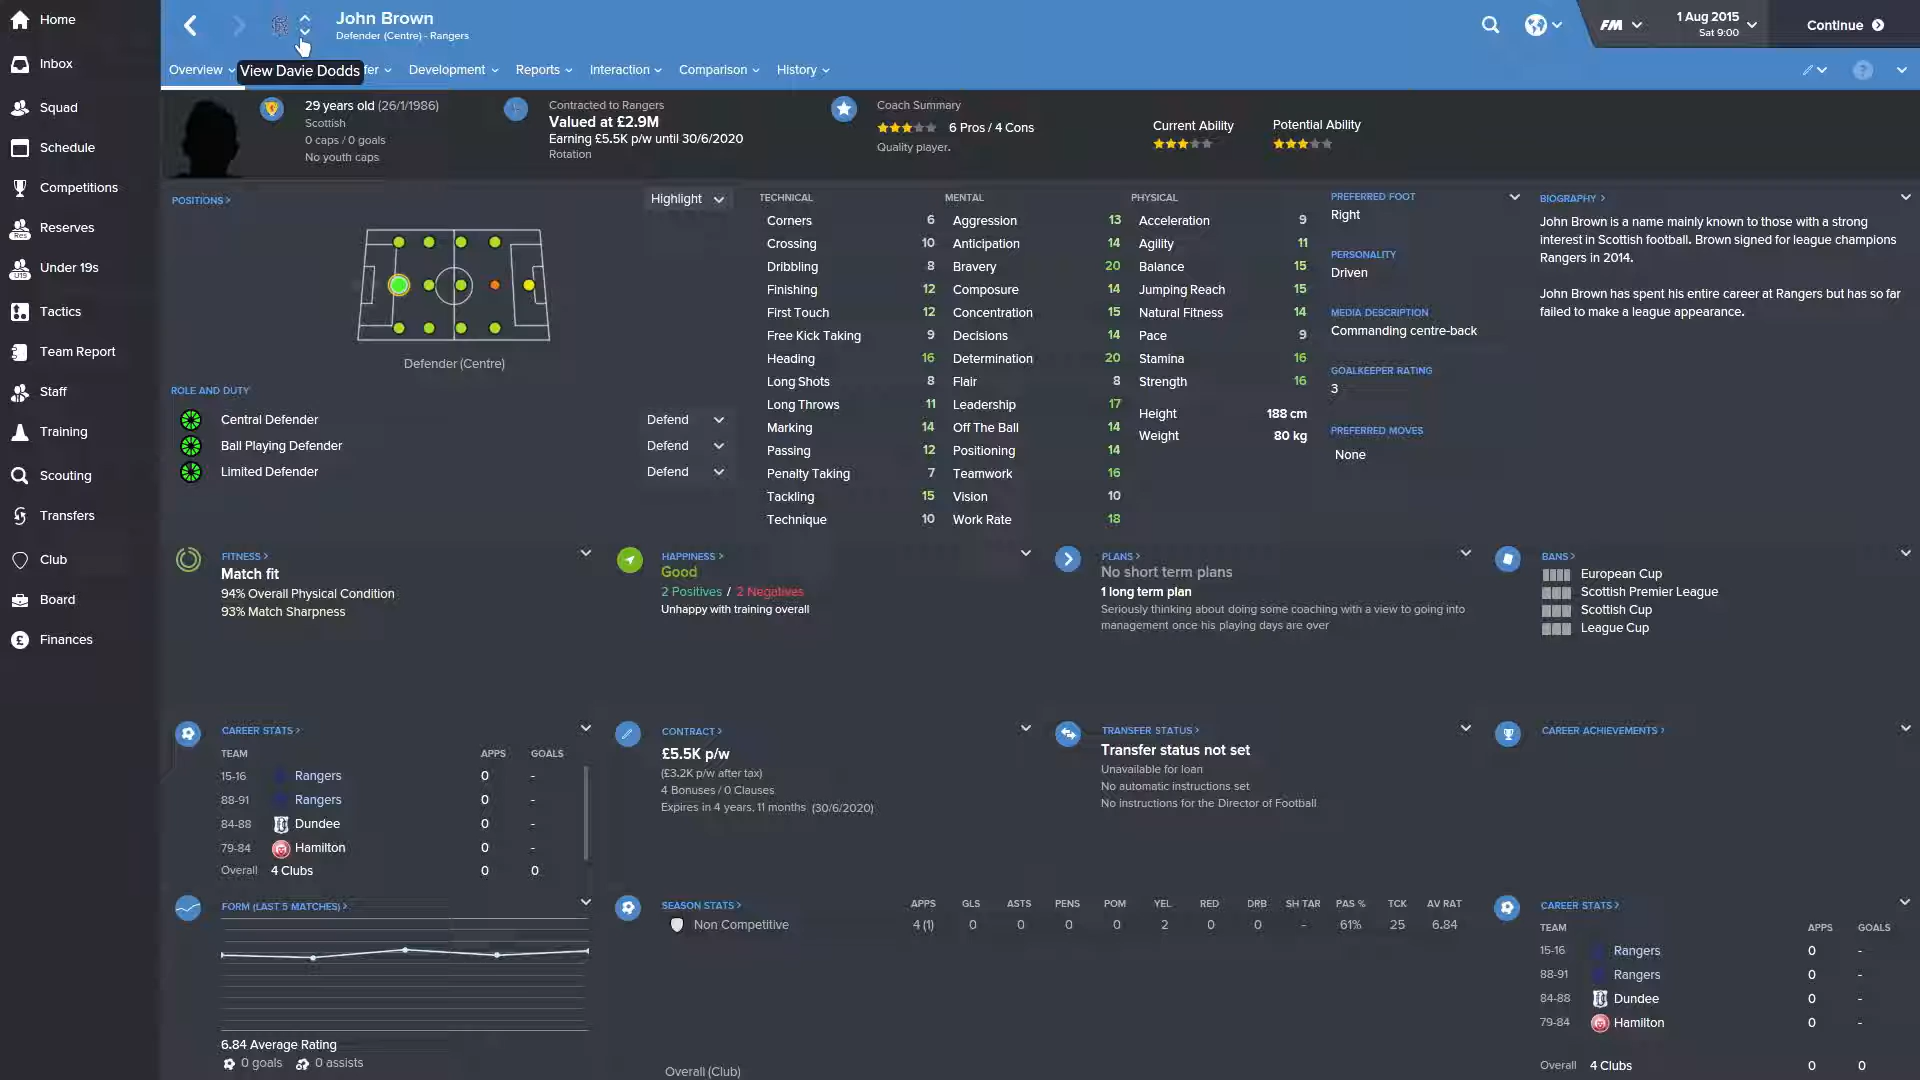 Home
Inbox
Squad
Schedule
Competitions
Reserves
Under 19s
Tactics
Team Report
Staff
Training
Scouting
Transfers
Club
Board
Finances
John Brown
Defender (Centre) - Rangers
FM
1 Aug 2015
Sat 9:00
Continue
Overview
View Davie Dodds
fer
Development
Reports
Interaction
Comparison
History
29 years old (26/1/1986)
Scottish
0 caps / 0 goals
No youth caps
Contracted to Rangers
Valued at £2.9M
Earning £5.5K p/w until 30/6/2020
Rotation
Coach Summary
6 Pros / 4 Cons
Quality player.
Current Ability
Potential Ability
POSITIONS >
Highlight
Defender (Centre)
ROLE AND DUTY
Central Defender Defend
Ball Playing Defender Defend
Limited Defender Defend
TECHNICAL
Corners 6
Crossing 10
Dribbling 8
Finishing 12
First Touch 12
Free Kick Taking 9
Heading 16
Long Shots 8
Long Throws 11
Marking 14
Passing 12
Penalty Taking 7
Tackling 15
Technique 10
MENTAL
Aggression 13
Anticipation 14
Bravery 20
Composure 14
Concentration 15
Decisions 14
Determination 20
Flair 8
Leadership 17
Off The Ball 14
Positioning 14
Teamwork 16
Vision 10
Work Rate 18
PHYSICAL
Acceleration 9
Agility 11
Balance 15
Jumping Reach 15
Natural Fitness 14
Pace 9
Stamina 16
Strength 16
Height 188 cm
Weight 80 kg
PREFERRED FOOT
Right
PERSONALITY
Driven
MEDIA DESCRIPTION
Commanding centre-back
GOALKEEPER RATING
3
PREFERRED MOVES
None
BIOGRAPHY >
John Brown is a name mainly known to those with a strong
interest in Scottish football. Brown signed for league champions
Rangers in 2014.
John Brown has spent his entire career at Rangers but has so far
failed to make a league appearance.
FITNESS >
Match fit
94% Overall Physical Condition
93% Match Sharpness
HAPPINESS >
Good
2 Positives / 2 Negatives
Unhappy with training overall
PLANS >
No short term plans
1 long term plan
Seriously thinking about doing some coaching with a view to going into
management once his playing days are over
BANS >
European Cup
Scottish Premier League
Scottish Cup
League Cup
CAREER STATS >
TEAM APPS GOALS
15-16 Rangers 0 -
88-91 Rangers 0 -
84-88 Dundee 0 -
79-84 Hamilton 0 -
Overall 4 Clubs 0 0
CONTRACT >
£5.5K p/w
(£3.2K p/w after tax)
4 Bonuses / 0 Clauses
Expires in 4 years, 11 months (30/6/2020)
TRANSFER STATUS >
Transfer status not set
Unavailable for loan
No automatic instructions set
No instructions for the Director of Football
CAREER ACHIEVEMENTS >
FORM (LAST 5 MATCHES) >
6.84 Average Rating
0 goals 0 assists
SEASON STATS > APPS GLS ASTS PENS POM YEL RED DRB SH TAR PAS % TCK AV RAT
Non Competitive 4 (1) 0 0 0 0 2 0 0 - 61% 25 6.84
Overall (Club)
CAREER STATS >
TEAM APPS GOALS
15-16 Rangers 0 -
88-91 Rangers 0 -
84-88 Dundee 0 -
79-84 Hamilton 0 -
Overall 4 Clubs 0 0